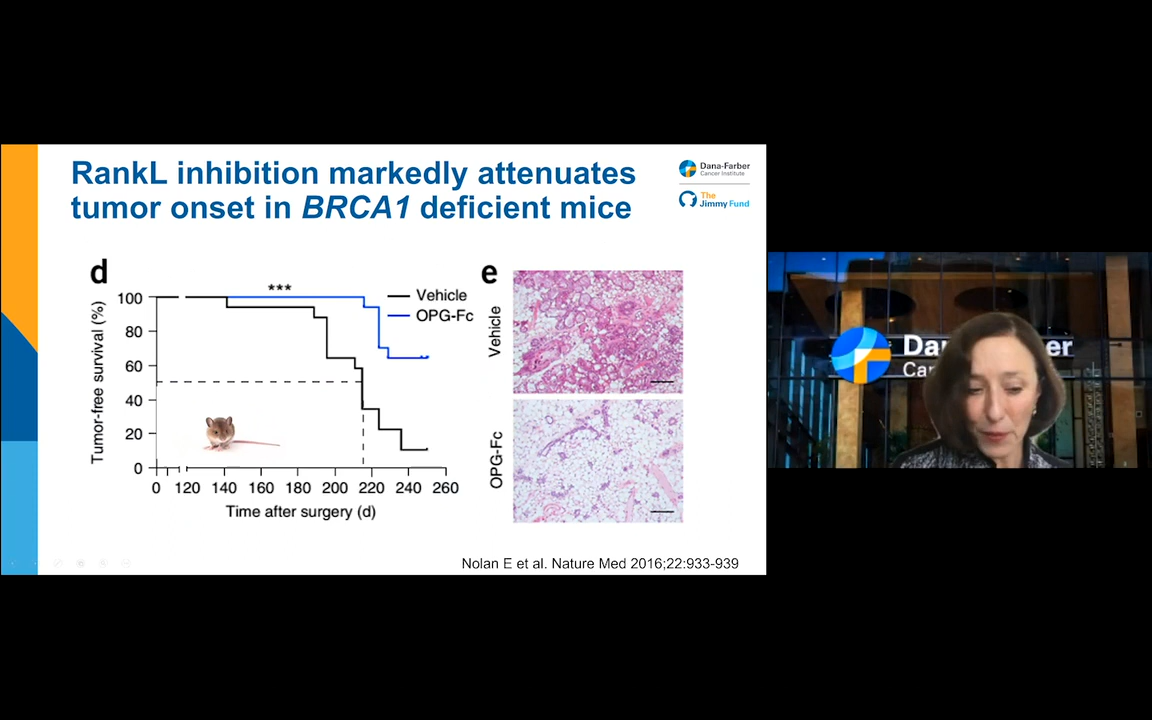 RankL inhibition markedly attenuates
tumor onset in BRCA1 deficient mice
Dana-Farber
Cancer Institute
The
Jimmy Fund
d
***
Vehicle
OPG-Fc
Tumor-free survival (%)
100
80
60
40
20
0
0 120 140 160 180 200 220 240 260
Time after surgery (d)
e
Vehicle
OPG-Fc
Nolan E et al. Nature Med 2016;22:933-939